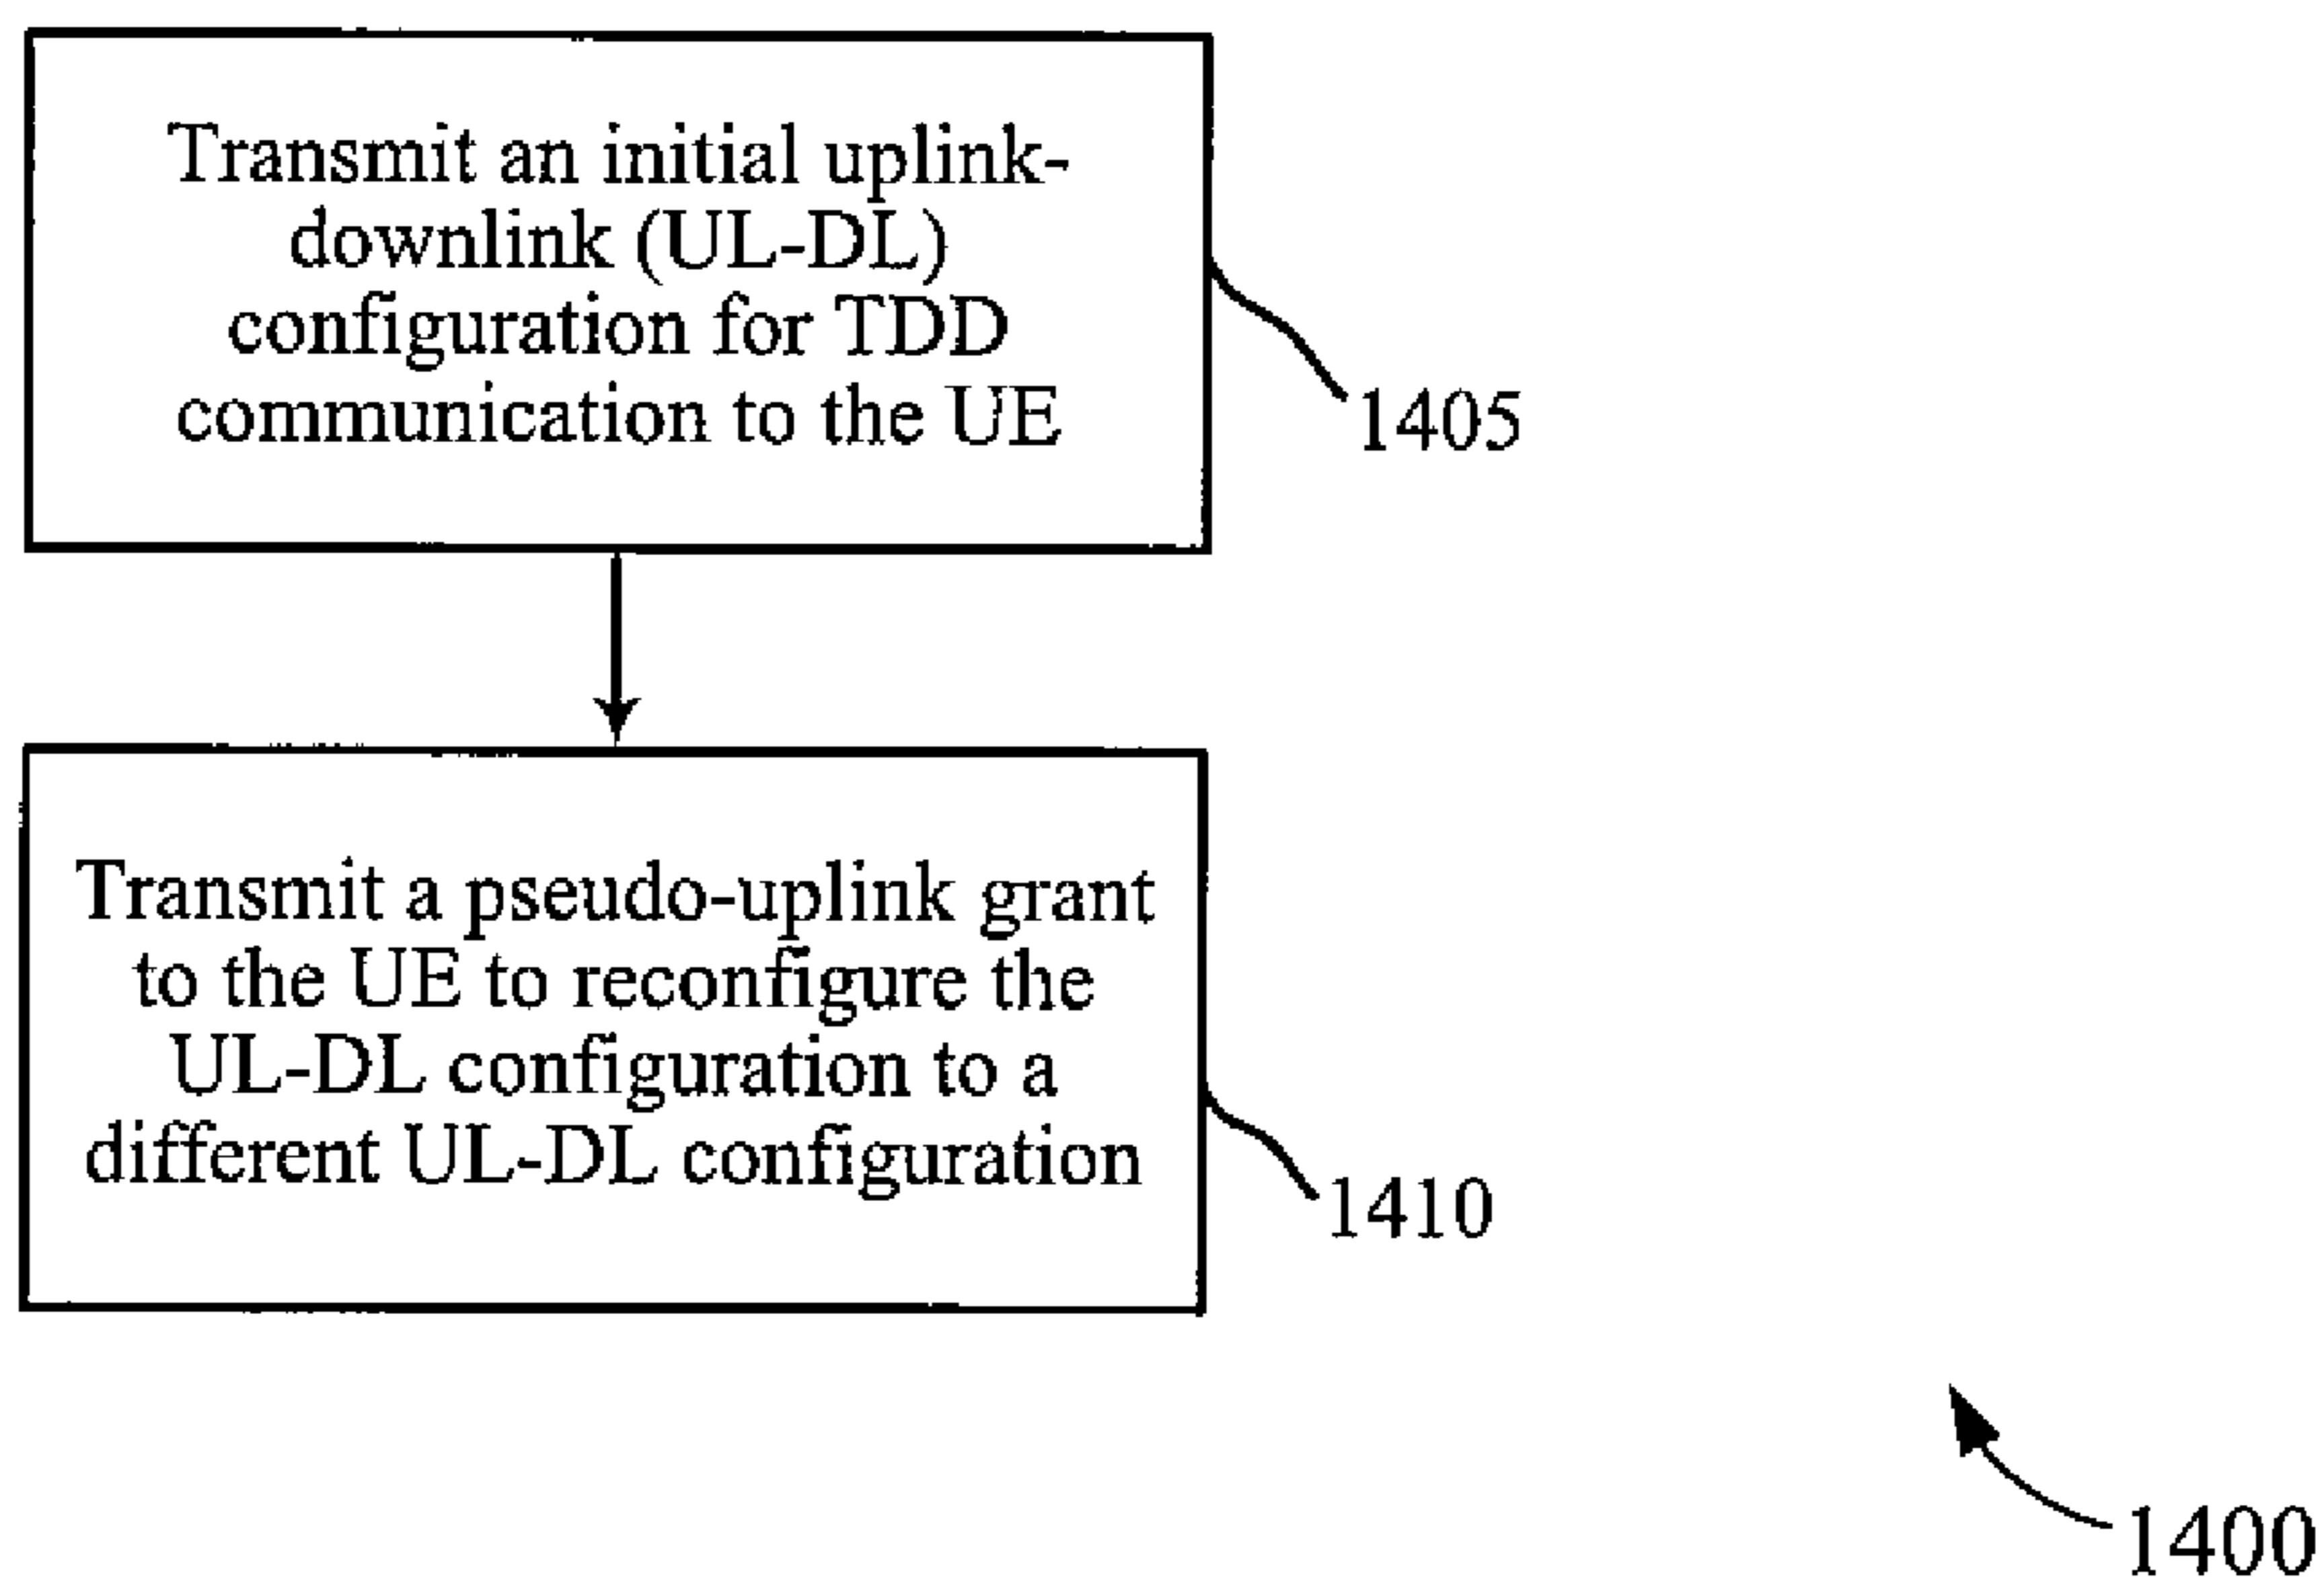 Transmit an initial uplink-
downlink (UL-DL)
configuration for TDD
communication to the UE
1405
Transmit a pseudo-uplink grant
to the UE to reconfigure the
UL-DL configuration to a
different UL-DL configuration
1410
1400